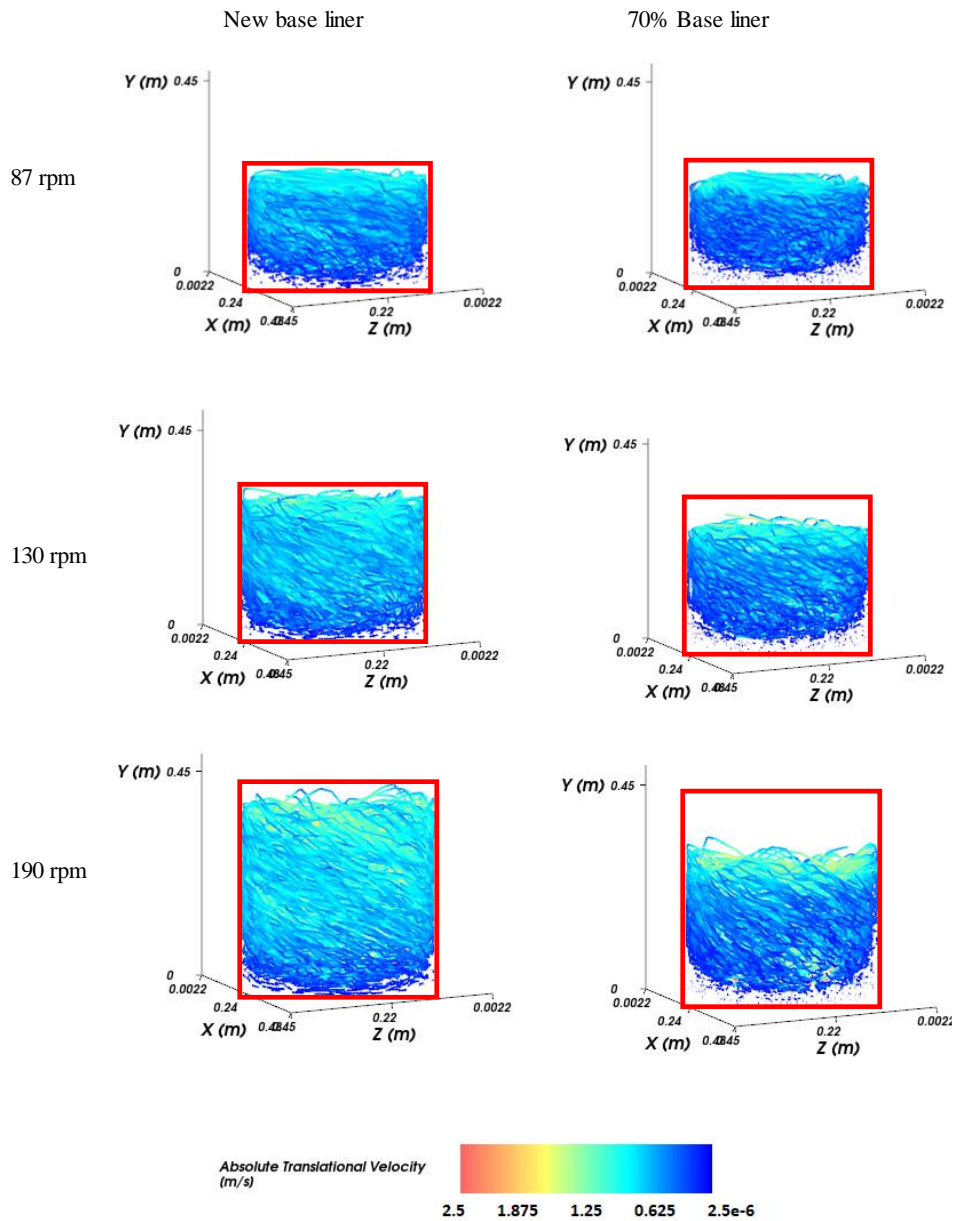 New base liner 70% Base liner
Y (m) 0.45 Y (m) 0.45
87 rpm
0 0
0.0022 0.0022 0.0022 0.0022
0.24 0.22 0.24 0.22
X (m) Z (m) X (m) Z (m)
Y (m) 0.45 Y (m) 0.45
130 rpm
0 0
0.0022 0.0022 0.0022 0.0022
0.24 0.22 0.24 0.22
X (m) Z (m) X (m) Z (m)
Y (m) 0.45 Y (m) 0.45
190 rpm
0 0
0.0022 0.0022 0.0022 0.002
0.24 0.22 0.24 0.22
X (m) Z (m) X (m) Z (m)
Absolute Translational Velocity
(m/s)
2.5 1.875 1.25 0.625 2.5e-6